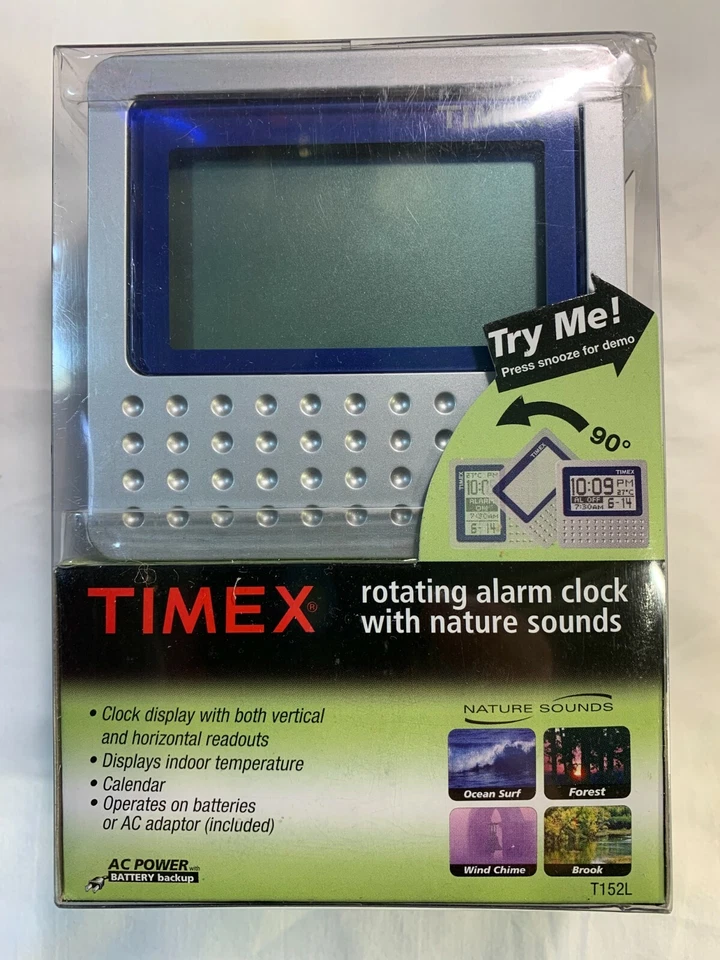 Try Me!
Press snooze for demo
90°
TIMEX
27°C PM
ALARM
ON
7:30AM
6-14
TIMEX
TIMEX
10:09 PM
27°C
AL OFF
7:30AM 6-14
TIMEX®
rotating alarm clock
with nature sounds
• Clock display with both vertical
and horizontal readouts
• Displays indoor temperature
• Calendar
• Operates on batteries
or AC adaptor (included)
AC POWER with
BATTERY backup
NATURE SOUNDS
Ocean Surf
Forest
Wind Chime
Brook
T152L